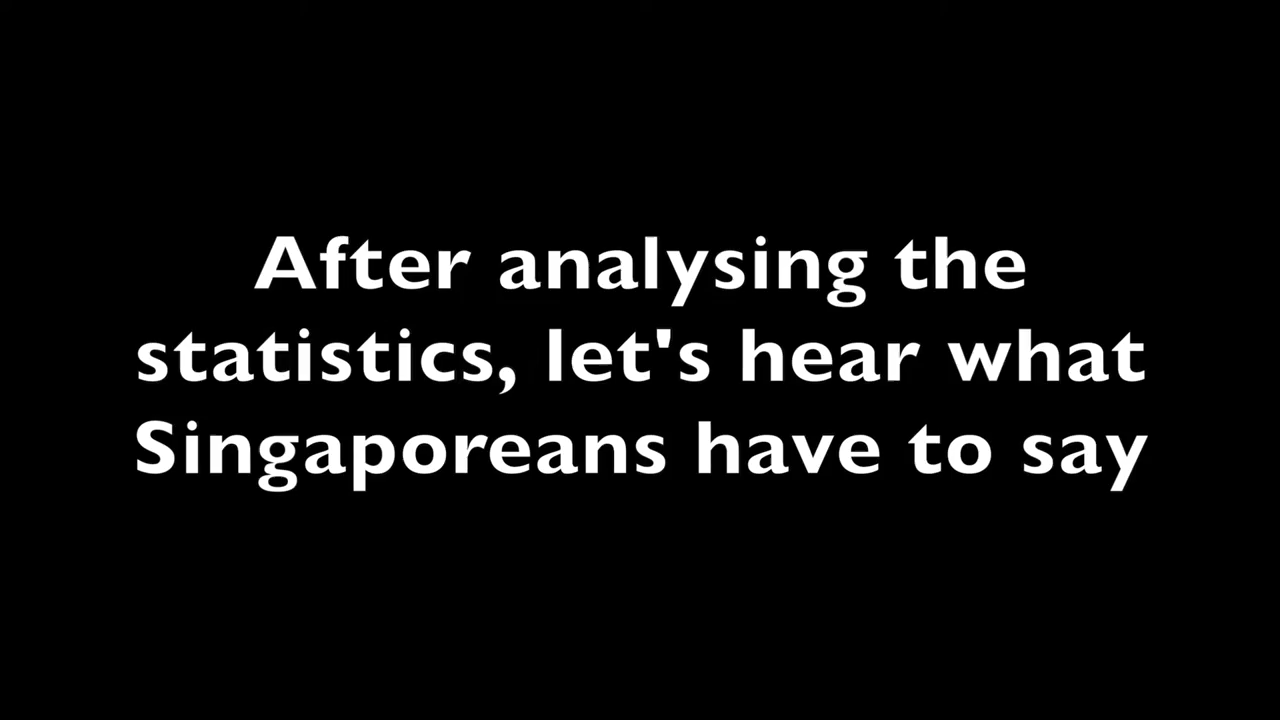 After analysing the
statistics, let's hear what
Singaporeans have to say